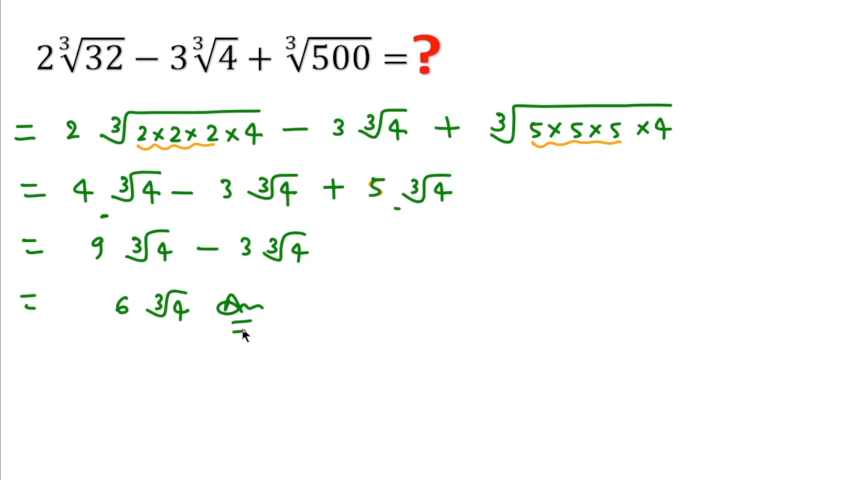 2∛32 − 3∛4 + ∛500 = ?
= 2 ∛2×2×2×4 − 3 ∛4 + ∛5×5×5×4
= 4 ∛4 − 3 ∛4 + 5 ∛4
= 9 ∛4 − 3 ∛4
= 6 ∛4 Ans